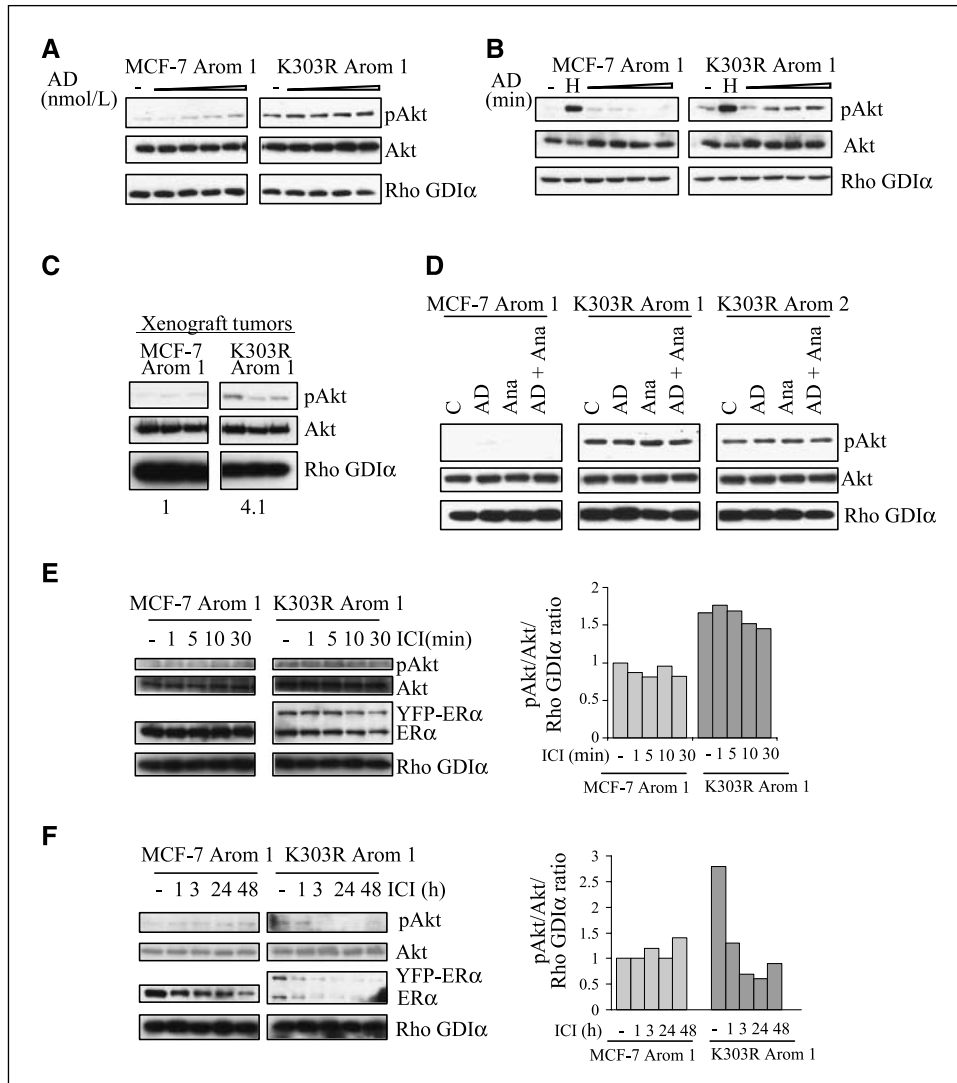 A
MCF-7 Arom 1 K303R Arom 1
AD (nmol/L) - -
pAkt
Akt
Rho GDIα
B
MCF-7 Arom 1 K303R Arom 1
AD (min) - H - H
pAkt
Akt
Rho GDIα
C
Xenograft tumors
MCF-7 Arom 1 K303R Arom 1
pAkt
Akt
Rho GDIα
1 4.1
D
MCF-7 Arom 1 K303R Arom 1 K303R Arom 2
C AD Ana AD + Ana C AD Ana AD + Ana C AD Ana AD + Ana
pAkt
Akt
Rho GDIα
E
MCF-7 Arom 1 K303R Arom 1
- 1 5 10 30 - 1 5 10 30 ICI(min)
pAkt
Akt
YFP-ERα
ERα
Rho GDIα
pAkt/Akt/
Rho GDIα ratio
2
1.5
1
0.5
0
ICI (min) - 1 5 10 30 - 1 5 10 30
MCF-7 Arom 1 K303R Arom 1
F
MCF-7 Arom 1 K303R Arom 1
- 1 3 24 48 - 1 3 24 48 ICI (h)
pAkt
Akt
YFP-ERα
ERα
Rho GDIα
pAkt/Akt/
Rho GDIα ratio
3
2.5
2
1.5
1
0.5
0
ICI (h) - 1 3 24 48 - 1 3 24 48
MCF-7 Arom 1 K303R Arom 1